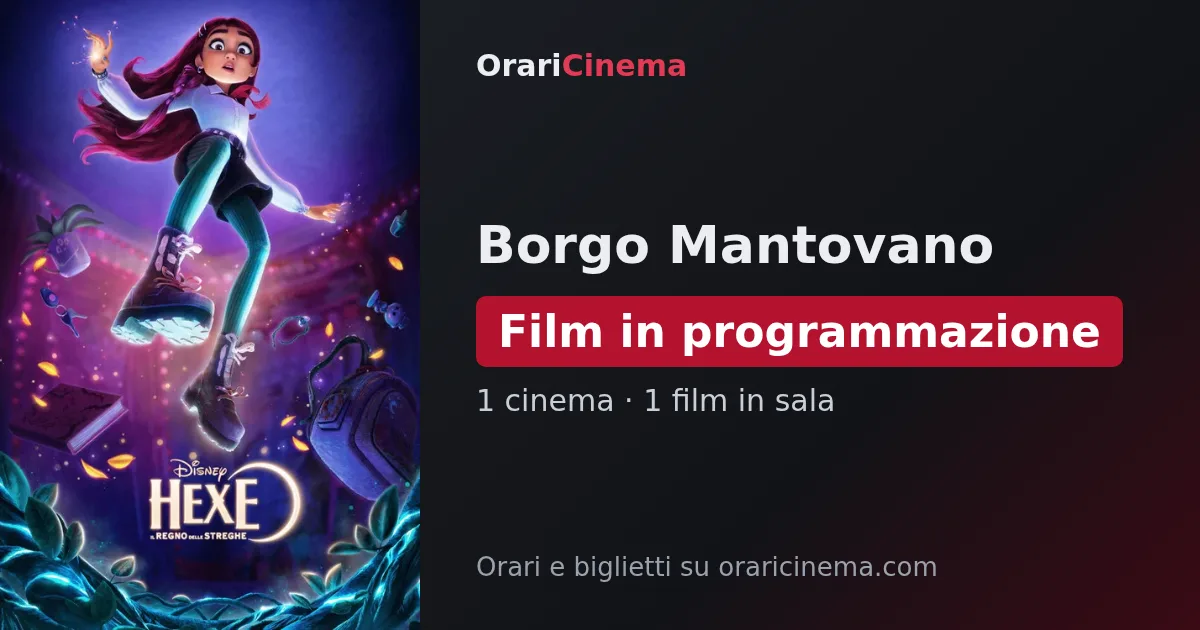 OrariCinema
Borgo Mantovano
Film in programmazione
1 cinema · 1 film in sala
Orari e biglietti su oraricinema.com
Disney
HEXE
IL REGNO DELLE STREGHE